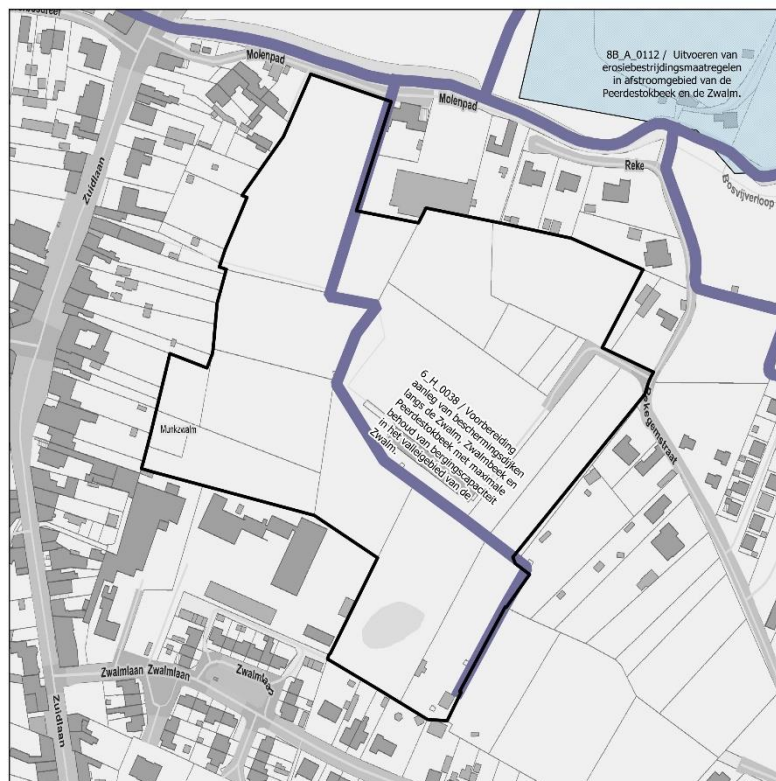 Molenpad
8B_A_0112 / Uitvoeren van
erosiebestrijdingsmaatregelen
in afstroomgebied van de
Peerdestokbeek en de Zwalm.
Molenpad
Zuidlaan
Reke
Bosvijverloop
6_H_0038 / Voorbereiding
aanleg van beschermingsdijken
langs de Zwalm, Zwalmbeek en
Peerdestokbeek met maximale
behoud van bergingscapaciteit
in het valleigebied van de
Zwalm.
Munkzwalm
Rekegemstraat
Zwalmlaan Zwalmlaan
Zwalmlaan
Zuidlaan